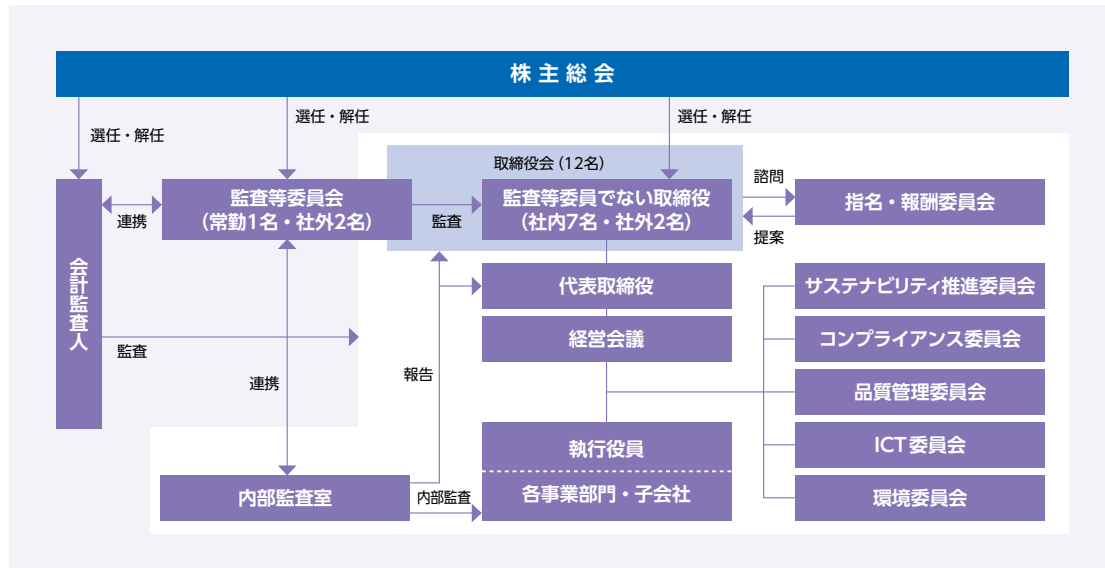 株主総会
選任・解任
選任・解任
選任・解任
取締役会(12名)
会計監査人
連携
監査等委員会
(常勤1名・社外2名)
監査
監査等委員でない取締役
(社内7名・社外2名)
諮問
提案
指名・報酬委員会
代表取締役
サステナビリティ推進委員会
監査
経営会議
コンプライアンス委員会
連携
報告
品質管理委員会
執行役員
ICT委員会
内部監査室
内部監査
各事業部門・子会社
環境委員会